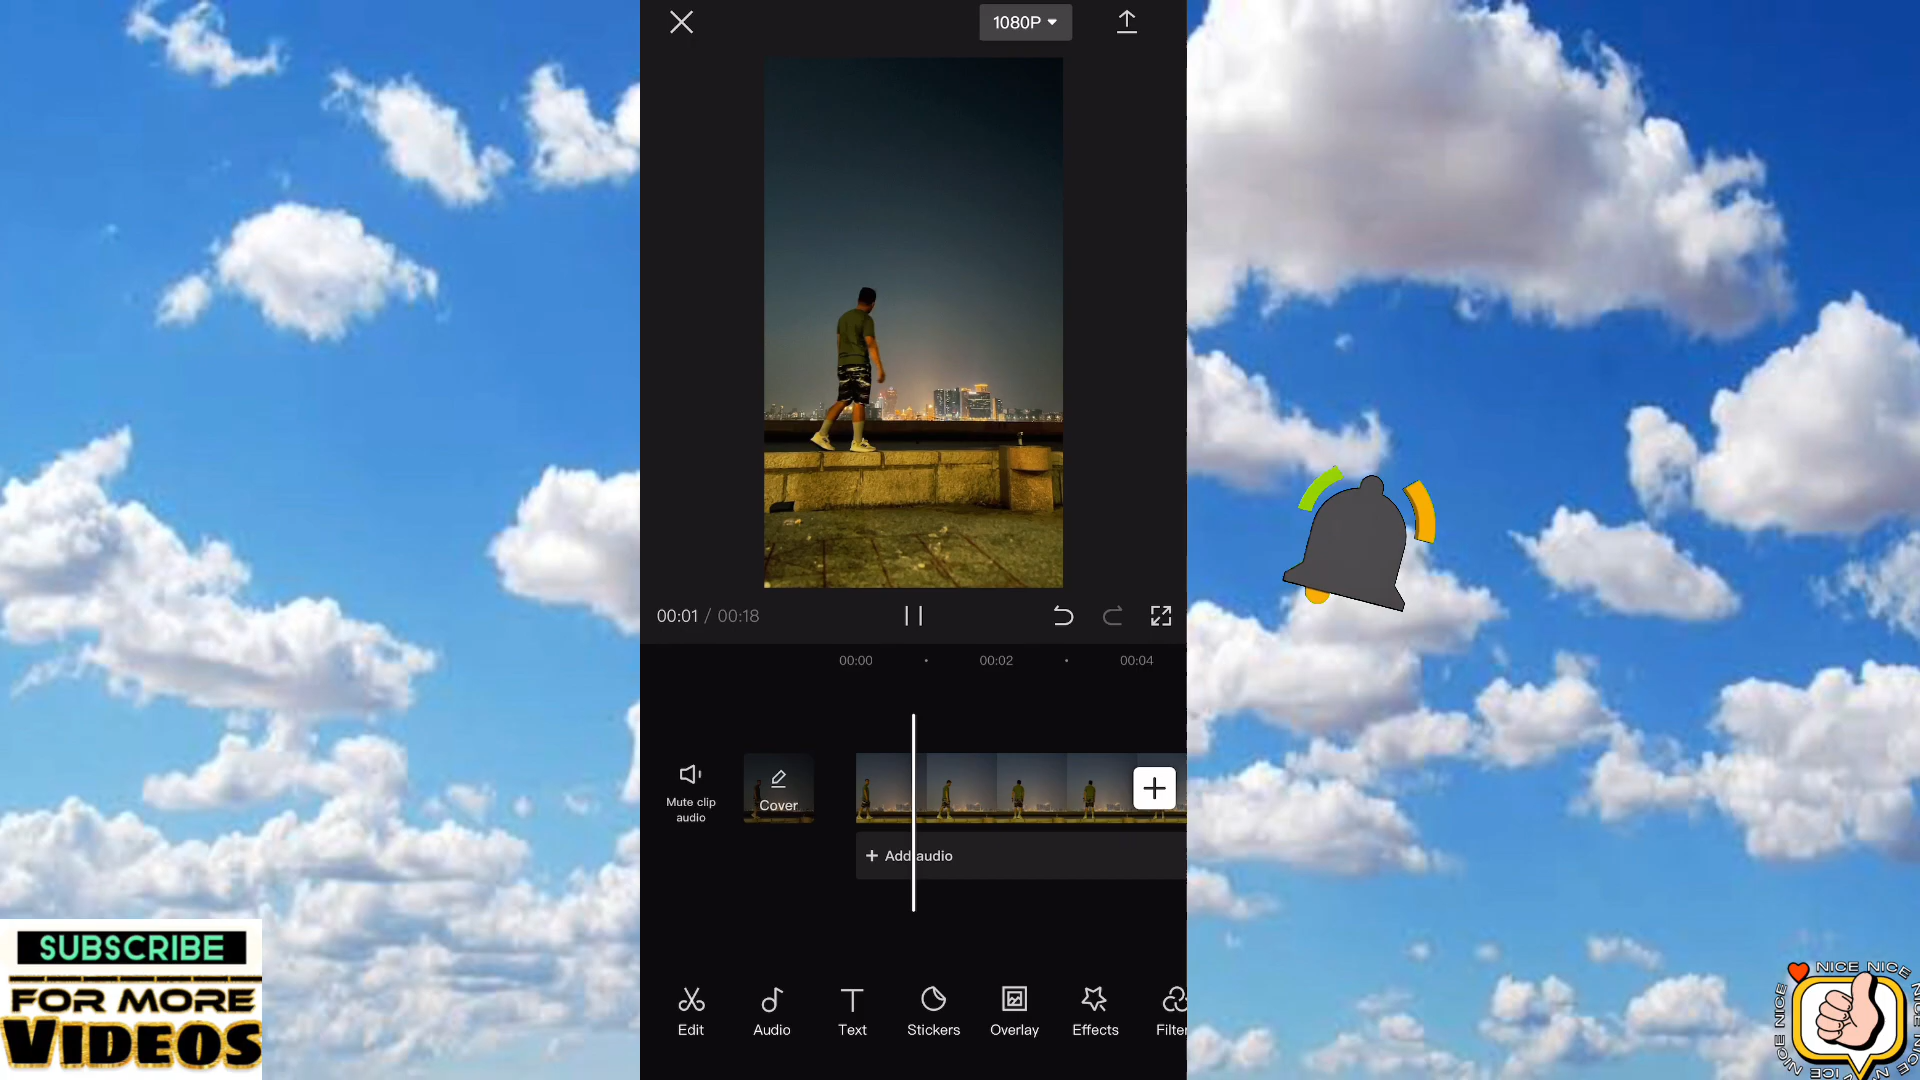 1080P
00:01 / 00:18
00:00
00:02
00:04
Mute clip
audio
Cover
+ Add audio
Edit
Audio
Text
Stickers
Overlay
Effects
Filter
SUBSCRIBE
FOR MORE
VIDEOS
NICE NICE